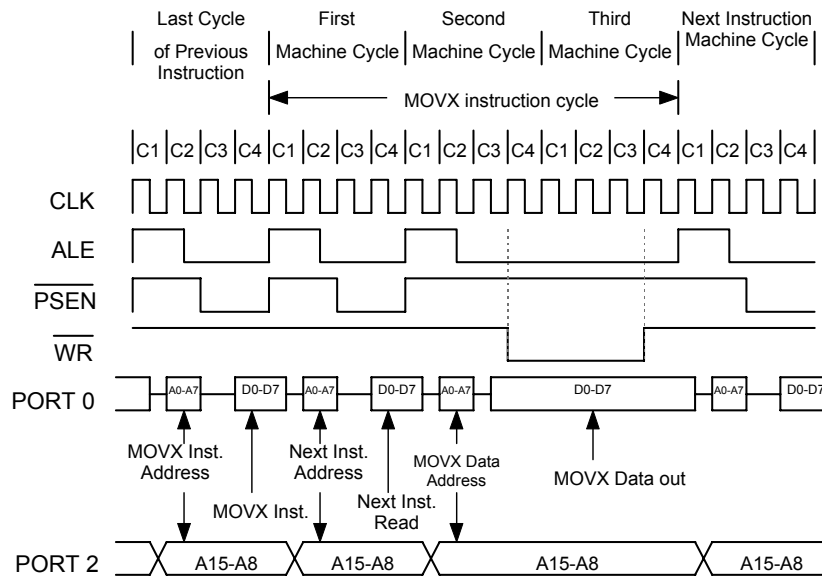 Last Cycle of Previous Instruction
First Machine Cycle
Second Machine Cycle
Third Machine Cycle
Next Instruction Machine Cycle
MOVX instruction cycle
C1 C2 C3 C4 C1 C2 C3 C4 C1 C2 C3 C4 C1 C2 C3 C4 C1 C2 C3 C4
CLK
ALE
PSEN
WR
PORT 0 A0-A7 D0-D7 A0-A7 D0-D7 A0-A7 D0-D7 A0-A7 D0-D7
MOVX Inst. Address
MOVX Inst.
Next Inst. Address
Next Inst. Read
MOVX Data Address
MOVX Data out
PORT 2 A15-A8 A15-A8 A15-A8 A15-A8